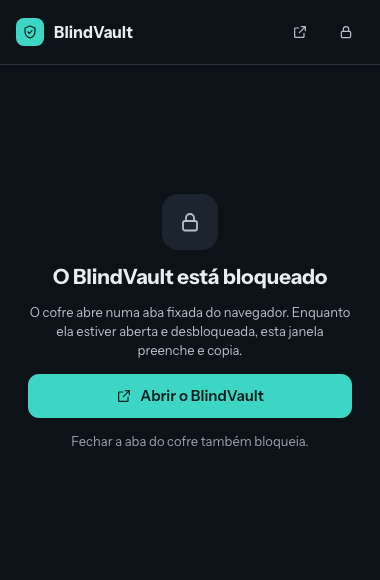 BlindVault
O BlindVault está bloqueado
O cofre abre numa aba fixada do navegador. Enquanto
ela estiver aberta e desbloqueada, esta janela
preenche e copia.
Abrir o BlindVault
Fechar a aba do cofre também bloqueia.